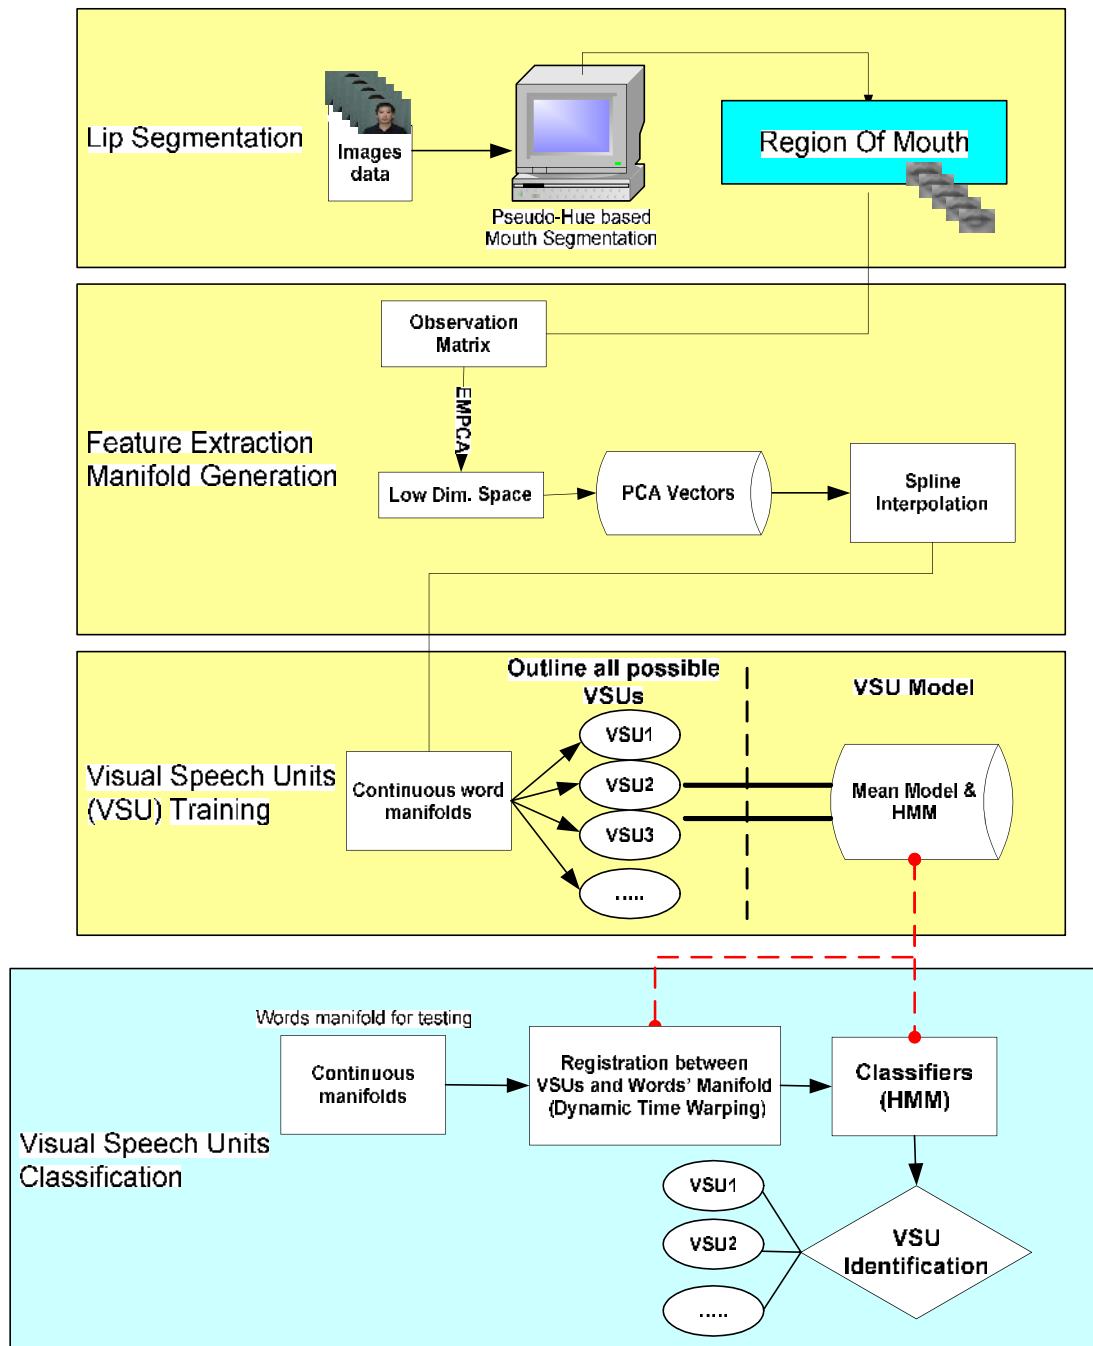 Lip Segmentation
Images
data
Pseudo-Hue based
Mouth Segmentation
Region Of Mouth
Feature Extraction
Manifold Generation
Observation
Matrix
EMPCA
Low Dim. Space
PCA Vectors
Spline
Interpolation
Visual Speech Units
(VSU) Training
Continuous word
manifolds
Outline all possible
VSUs
VSU1
VSU2
VSU3
.....
VSU Model
Mean Model &
HMM
Visual Speech Units
Classification
Words manifold for testing
Continuous
manifolds
Registration between
VSUs and Words’ Manifold
(Dynamic Time Warping)
Classifiers
(HMM)
VSU
Identification
VSU1
VSU2
.....